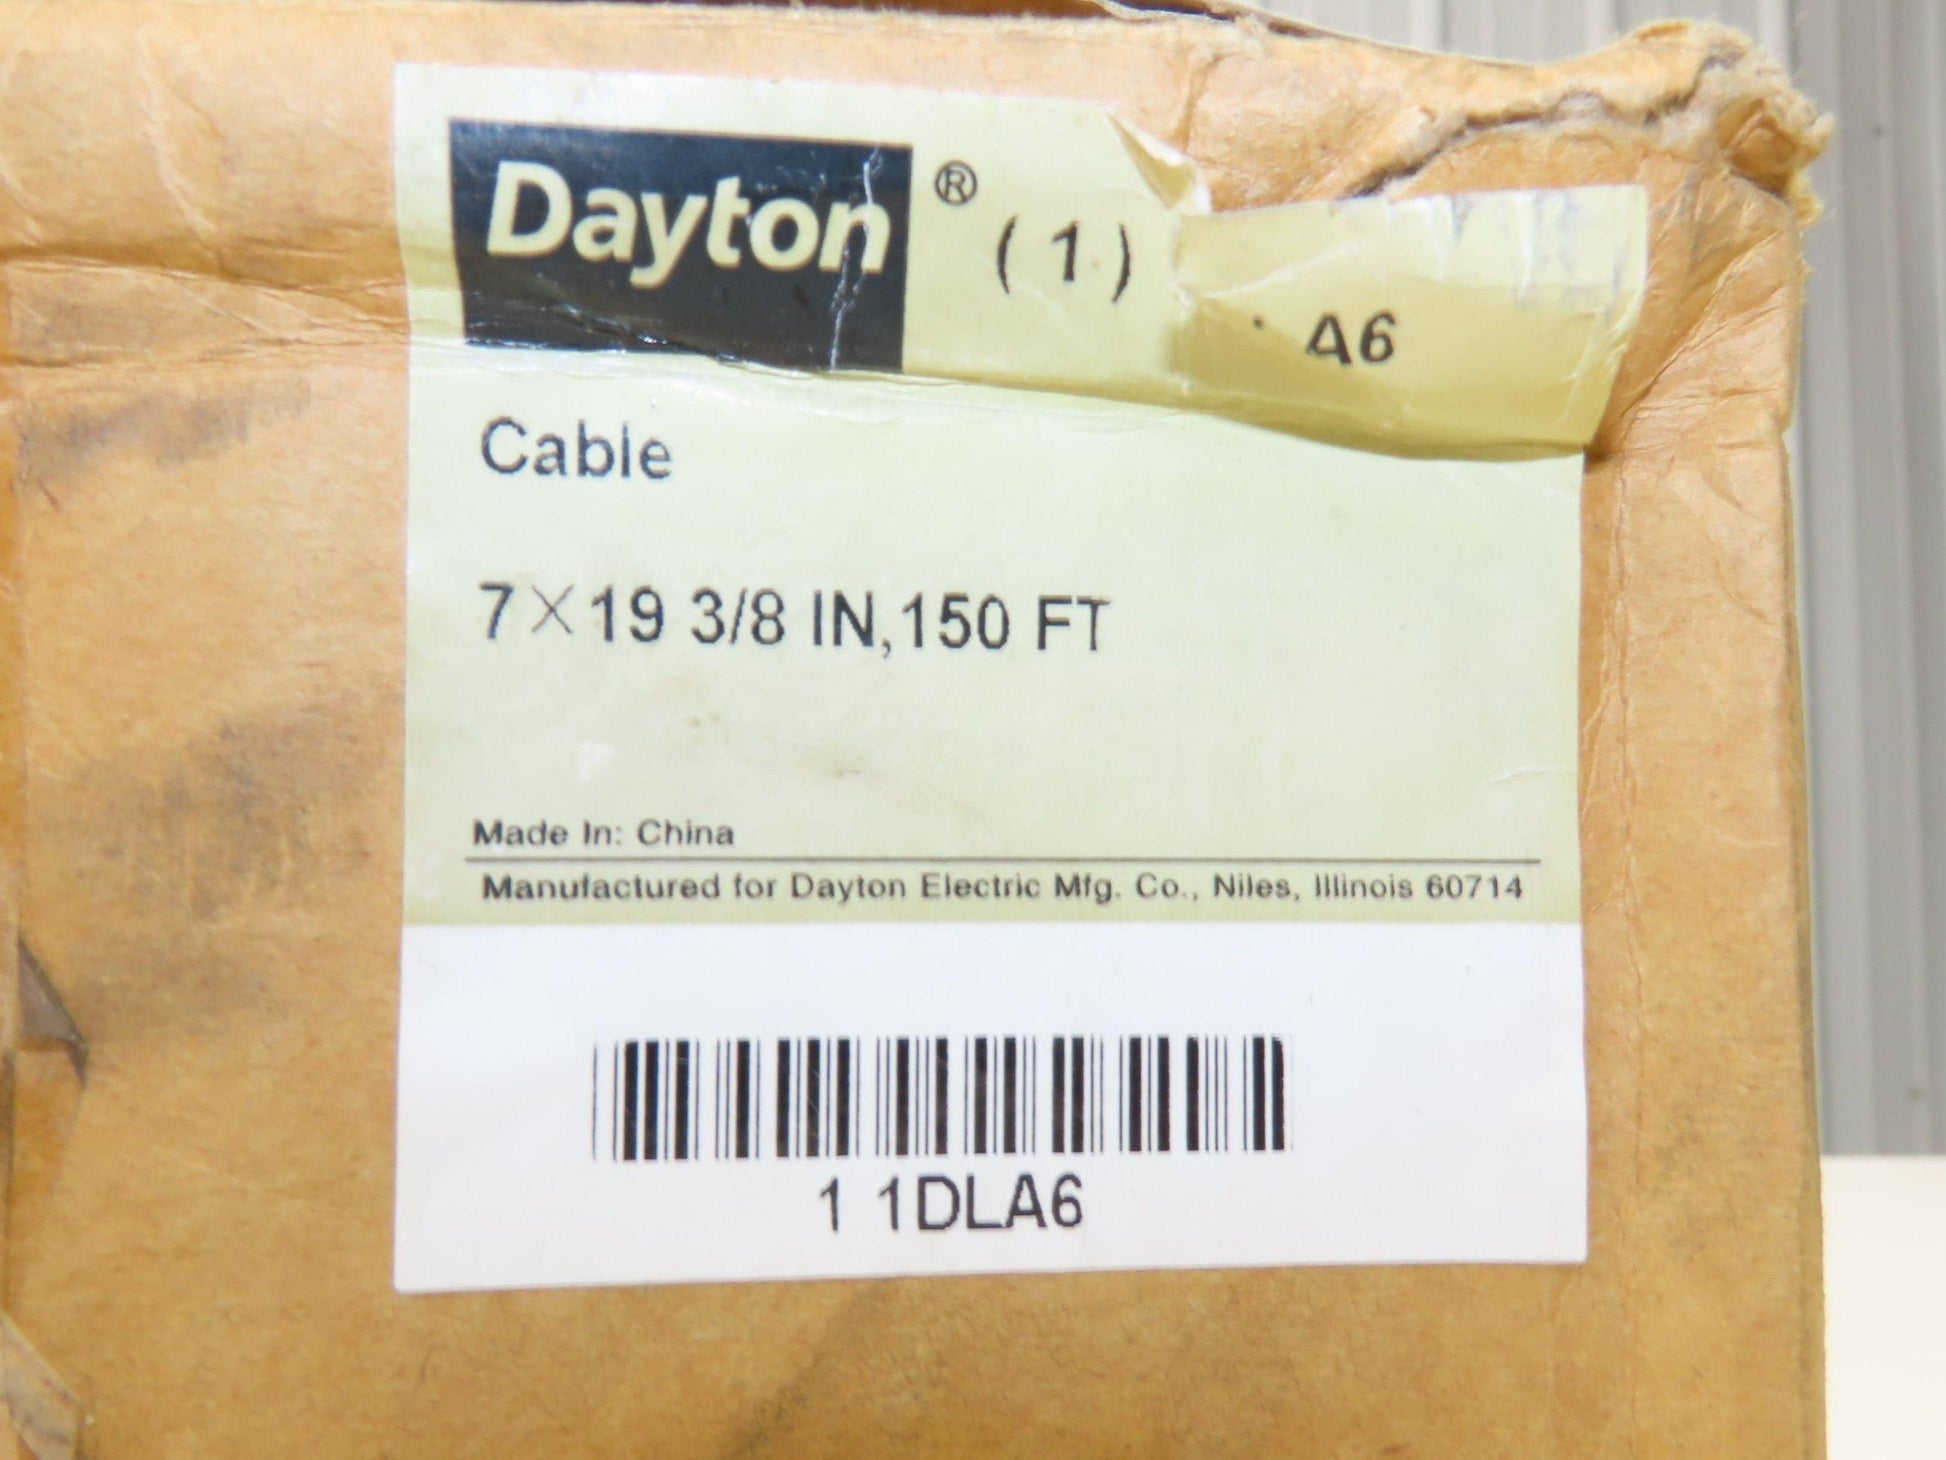 Dayton® (1) A6
Cable
7×19 3/8 IN,150 FT
Made In: China
Manufactured for Dayton Electric Mfg. Co., Niles, Illinois 60714
1 1DLA6